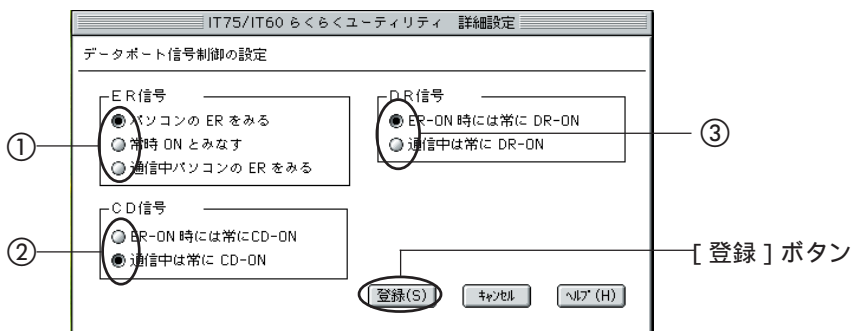 IT75/IT60 らくらくユーティリティ 詳細設定
データポート信号制御の設定
ER信号
パソコンの ER をみる
常時 ON とみなす
通信中パソコンの ER をみる
①
DR信号
ER-ON 時には常に DR-ON
通信中は常に DR-ON
③
CD信号
ER-ON 時には常にCD-ON
通信中は常に CD-ON
②
[ 登録 ] ボタン
登録(S)
ｷｬﾝｾﾙ
ﾍﾙﾌﾟ(H)